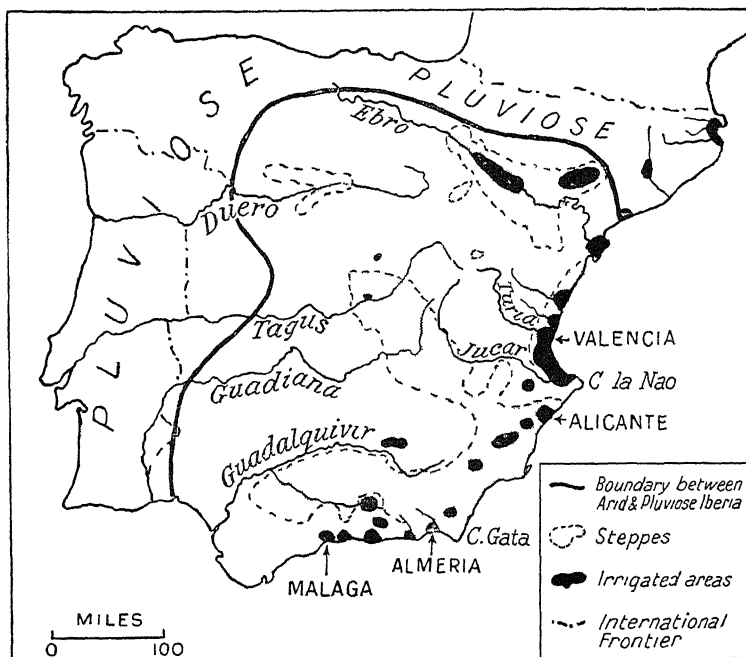 PLUVIOSE
PLUVIOSE
Ebro
Duero
Turia
Tagus
VALENCIA
Jucar
C la Nao
Guadiana
ALICANTE
Guadalquivir
C. Gata
ALMERIA
MALAGA
Boundary between
Arid & Pluviose Iberia
Steppes
Irrigated areas
International
Frontier
MILES
0 100